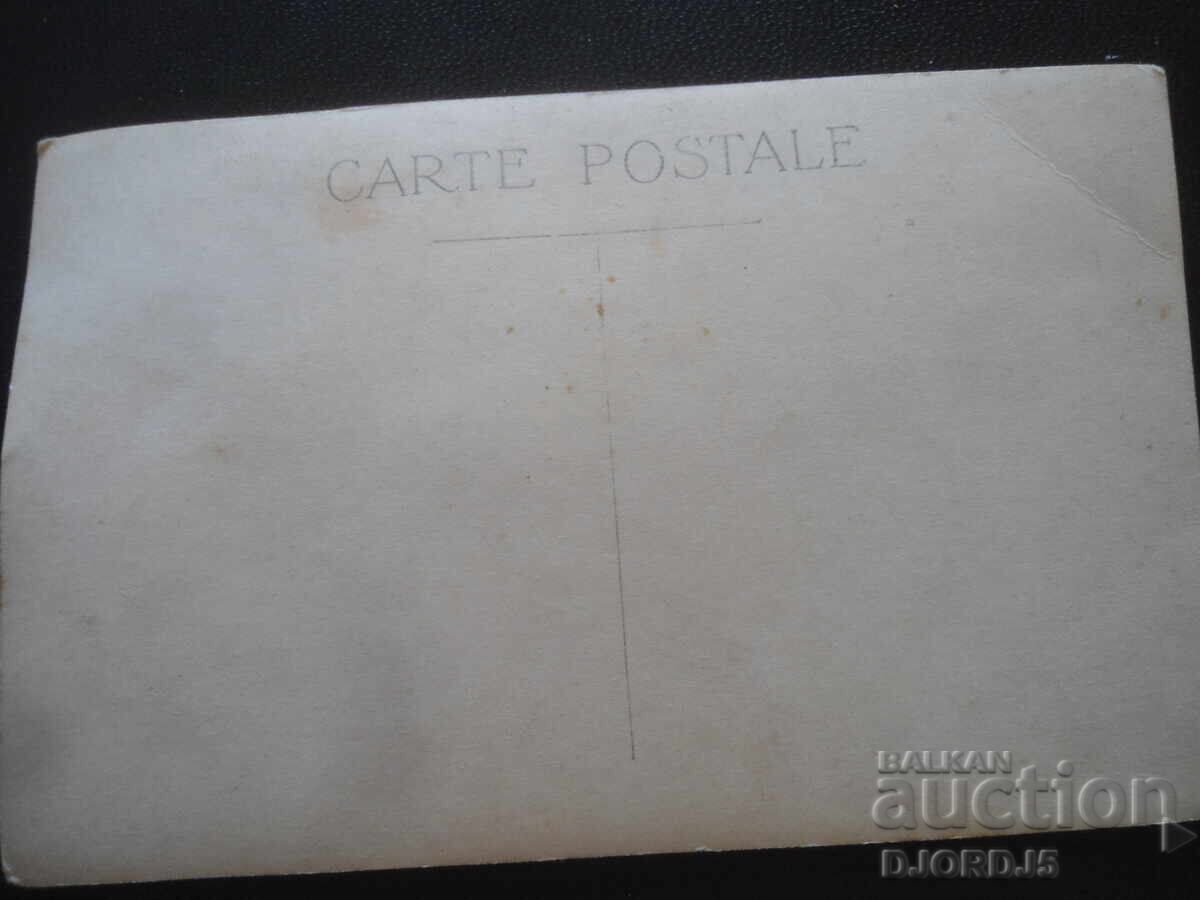 CARTE POSTALE
BALKAN
auction
DJORDJ5